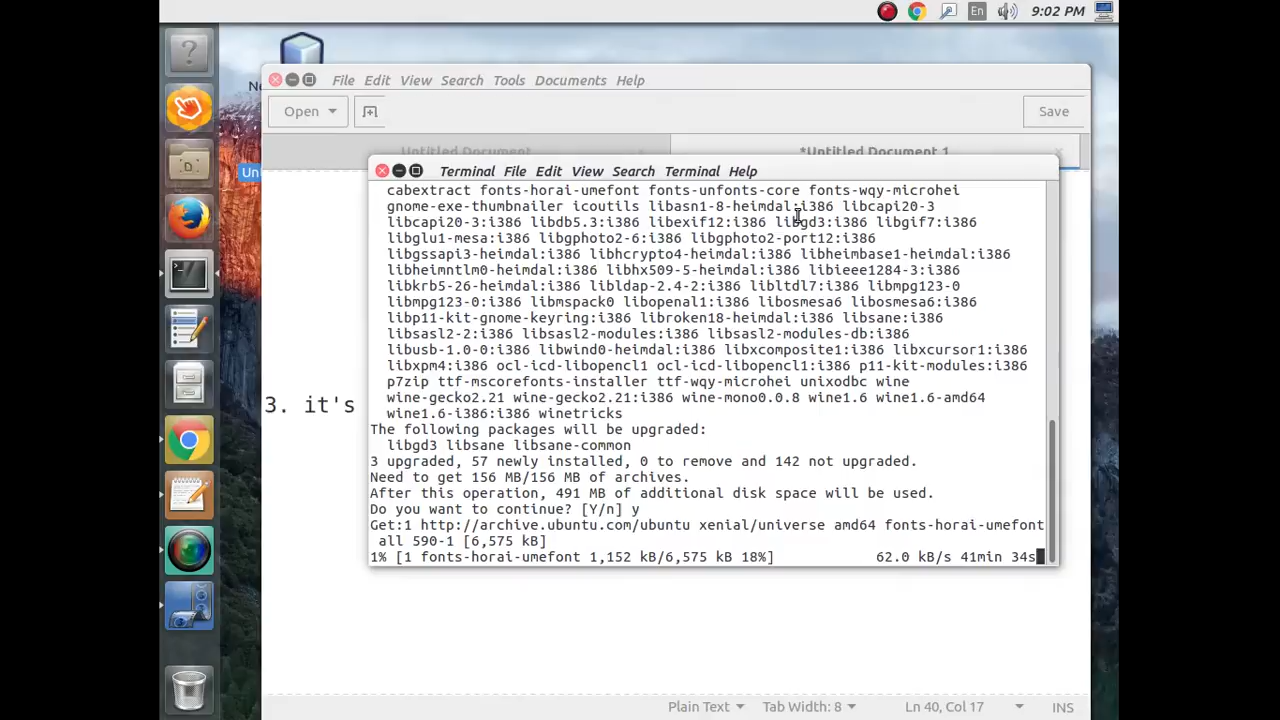 En 9:02 PM
Ne
File Edit View Search Tools Documents Help
Open Save
Untitled Document *Untitled Document 1
Un
Terminal File Edit View Search Terminal Help
cabextract fonts-horai-umefont fonts-unfonts-core fonts-wqy-microhei
gnome-exe-thumbnailer icoutils libasn1-8-heimdal:i386 libcapi20-3
libcapi20-3:i386 libdb5.3:i386 libexif12:i386 libgd3:i386 libgif7:i386
libglu1-mesa:i386 libgphoto2-6:i386 libgphoto2-port12:i386
libgssapi3-heimdal:i386 libhcrypto4-heimdal:i386 libheimbase1-heimdal:i386
libheimntlm0-heimdal:i386 libhx509-5-heimdal:i386 libieee1284-3:i386
libkrb5-26-heimdal:i386 libldap-2.4-2:i386 libltdl7:i386 libmpg123-0
libmpg123-0:i386 libmspack0 libopenal1:i386 libosmesa6 libosmesa6:i386
libp11-kit-gnome-keyring:i386 libroken18-heimdal:i386 libsane:i386
libsasl2-2:i386 libsasl2-modules:i386 libsasl2-modules-db:i386
libusb-1.0-0:i386 libwind0-heimdal:i386 libxcomposite1:i386 libxcursor1:i386
libxpm4:i386 ocl-icd-libopencl1 ocl-icd-libopencl1:i386 p11-kit-modules:i386
p7zip ttf-mscorefonts-installer ttf-wqy-microhei unixodbc wine
wine-gecko2.21 wine-gecko2.21:i386 wine-mono0.0.8 wine1.6 wine1.6-amd64
wine1.6-i386:i386 winetricks
The following packages will be upgraded:
libgd3 libsane libsane-common
3 upgraded, 57 newly installed, 0 to remove and 142 not upgraded.
Need to get 156 MB/156 MB of archives.
After this operation, 491 MB of additional disk space will be used.
Do you want to continue? [Y/n] y
Get:1 http://archive.ubuntu.com/ubuntu xenial/universe amd64 fonts-horai-umefont
all 590-1 [6,575 kB]
1% [1 fonts-horai-umefont 1,152 kB/6,575 kB 18%] 62.0 kB/s 41min 34s
3. it's
Plain Text Tab Width: 8 Ln 40, Col 17 INS